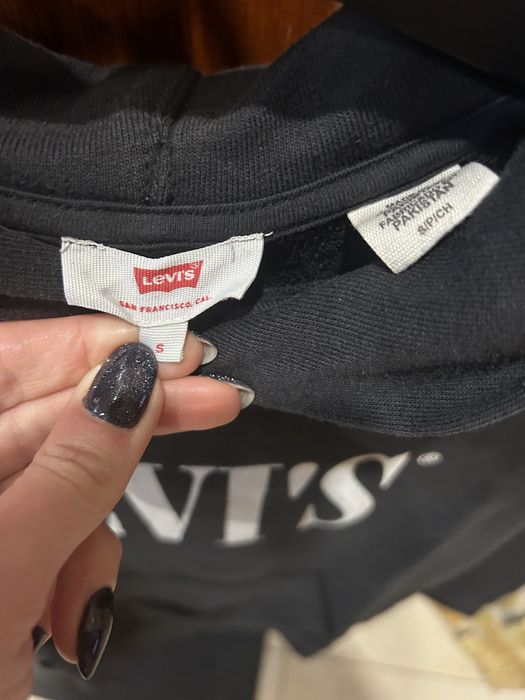 Levi's®
SAN FRANCISCO, CAL.
S
PAKISTAN
S/P/CH
VI'S®